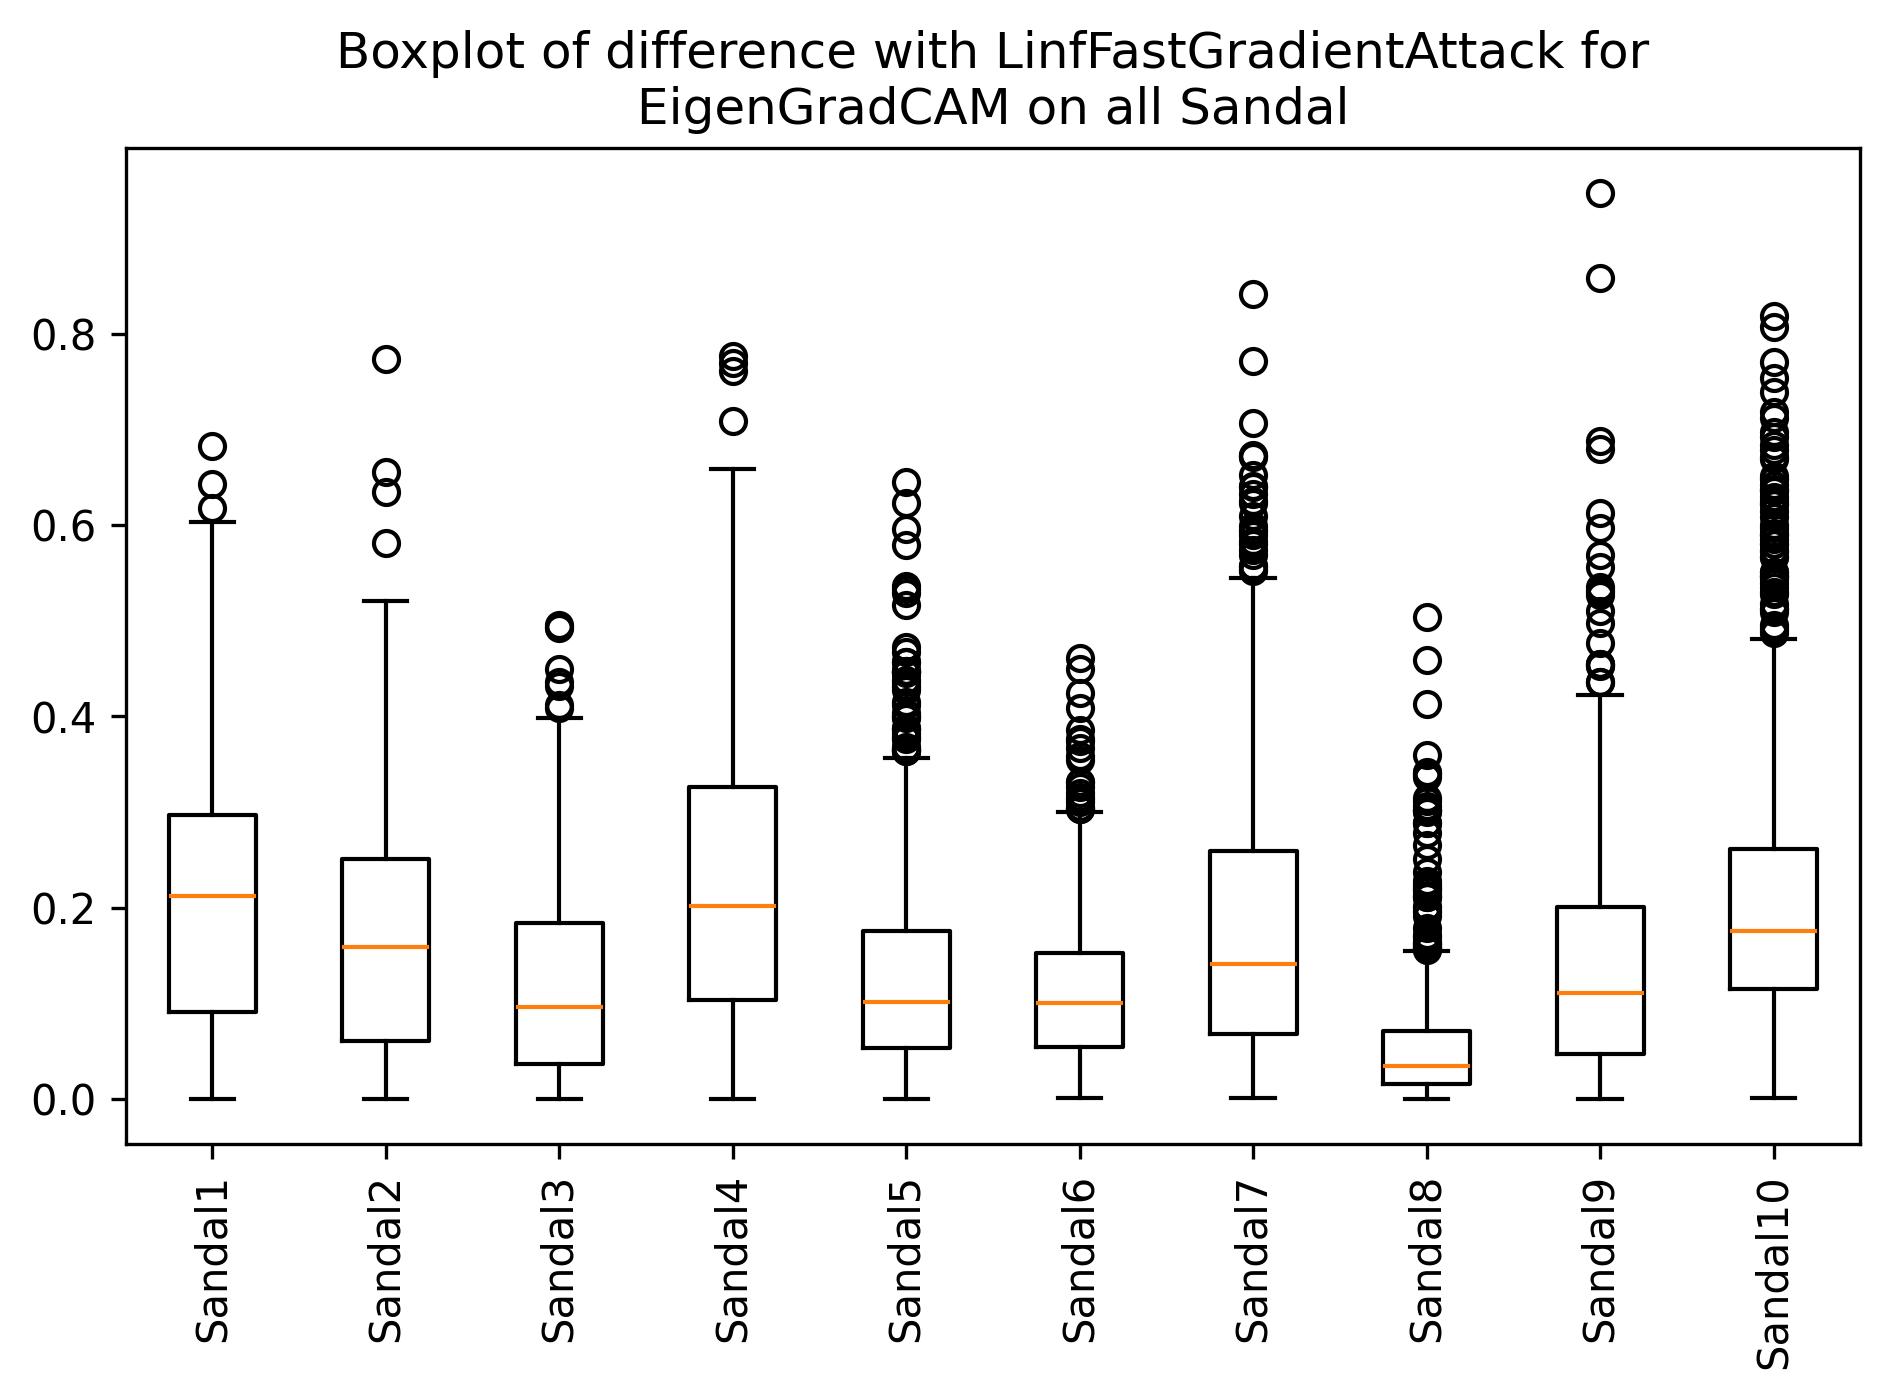 Boxplot of difference with LinfFastGradientAttack for
EigenGradCAM on all Sandal
0.8
0.6
0.4
0.2
0.0
Sandal1
Sandal2
Sandal3
Sandal4
Sandal5
Sandal6
Sandal7
Sandal8
Sandal9
Sandal10